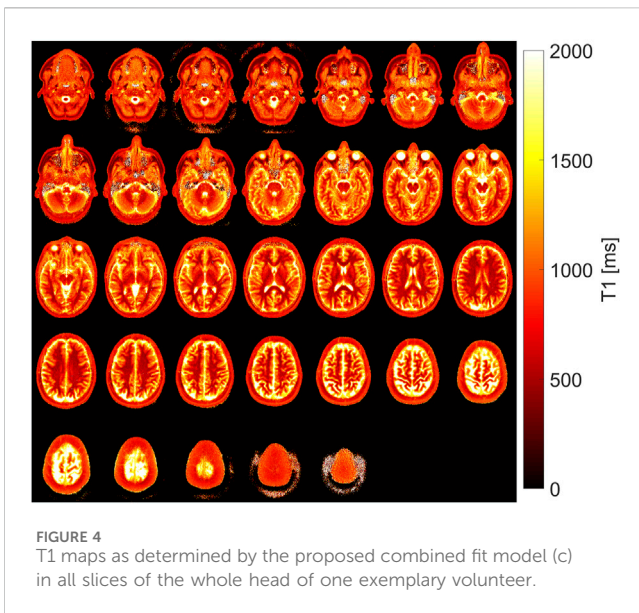 2000
1500
1000
500
0
T1 [ms]
FIGURE 4
T1 maps as determined by the proposed combined fit model (c)
in all slices of the whole head of one exemplary volunteer.